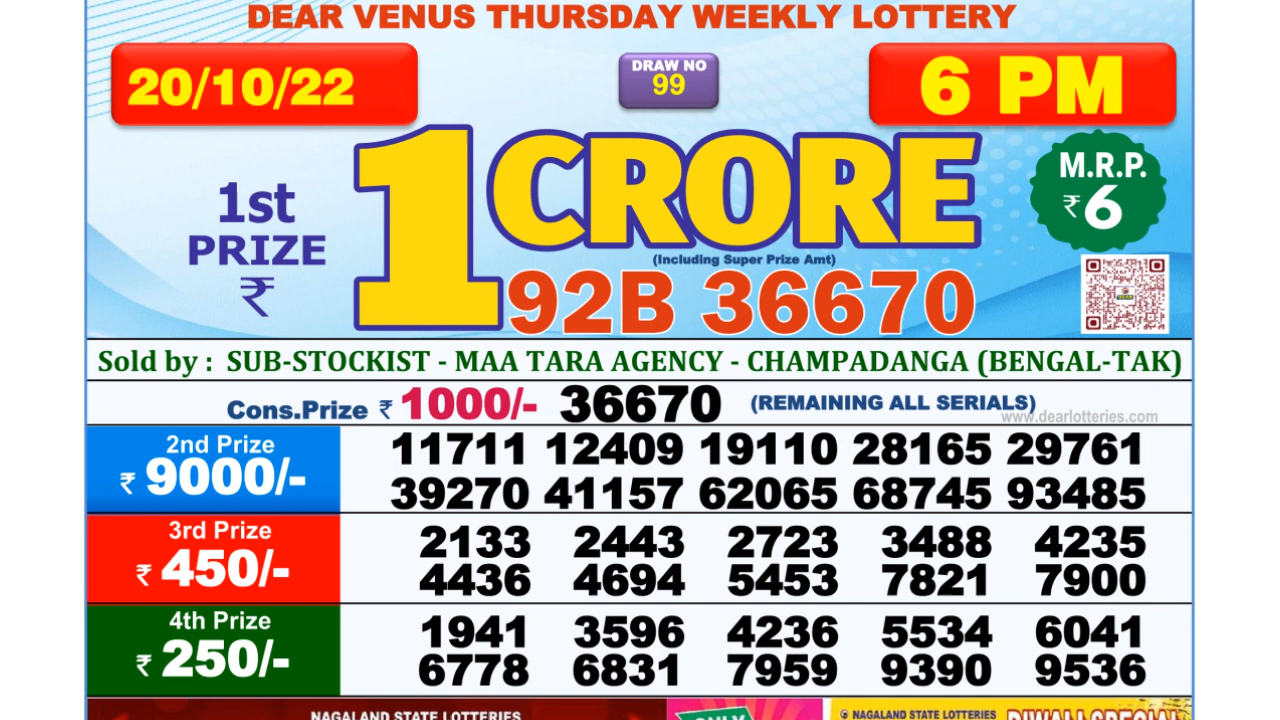 DEAR VENUS THURSDAY WEEKLY LOTTERY
20/10/22
DRAW NO
99
6 PM
1st
PRIZE
₹
1 CRORE
(Including Super Prize Amt)
92B 36670
M.R.P.
₹ 6
Sold by : SUB-STOCKIST - MAA TARA AGENCY - CHAMPADANGA (BENGAL-TAK)
Cons.Prize ₹ 1000/- 36670 (REMAINING ALL SERIALS)
www.dearlotteries.com
2nd Prize
₹ 9000/-
11711 12409 19110 28165 29761
39270 41157 62065 68745 93485
3rd Prize
₹ 450/-
2133 2443 2723 3488 4235
4436 4694 5453 7821 7900
4th Prize
₹ 250/-
1941 3596 4236 5534 6041
6778 6831 7959 9390 9536
NAGALAND STATE LOTTERIES
ONLY
NAGALAND STATE LOTTERIES
DIWALI SPECIAL